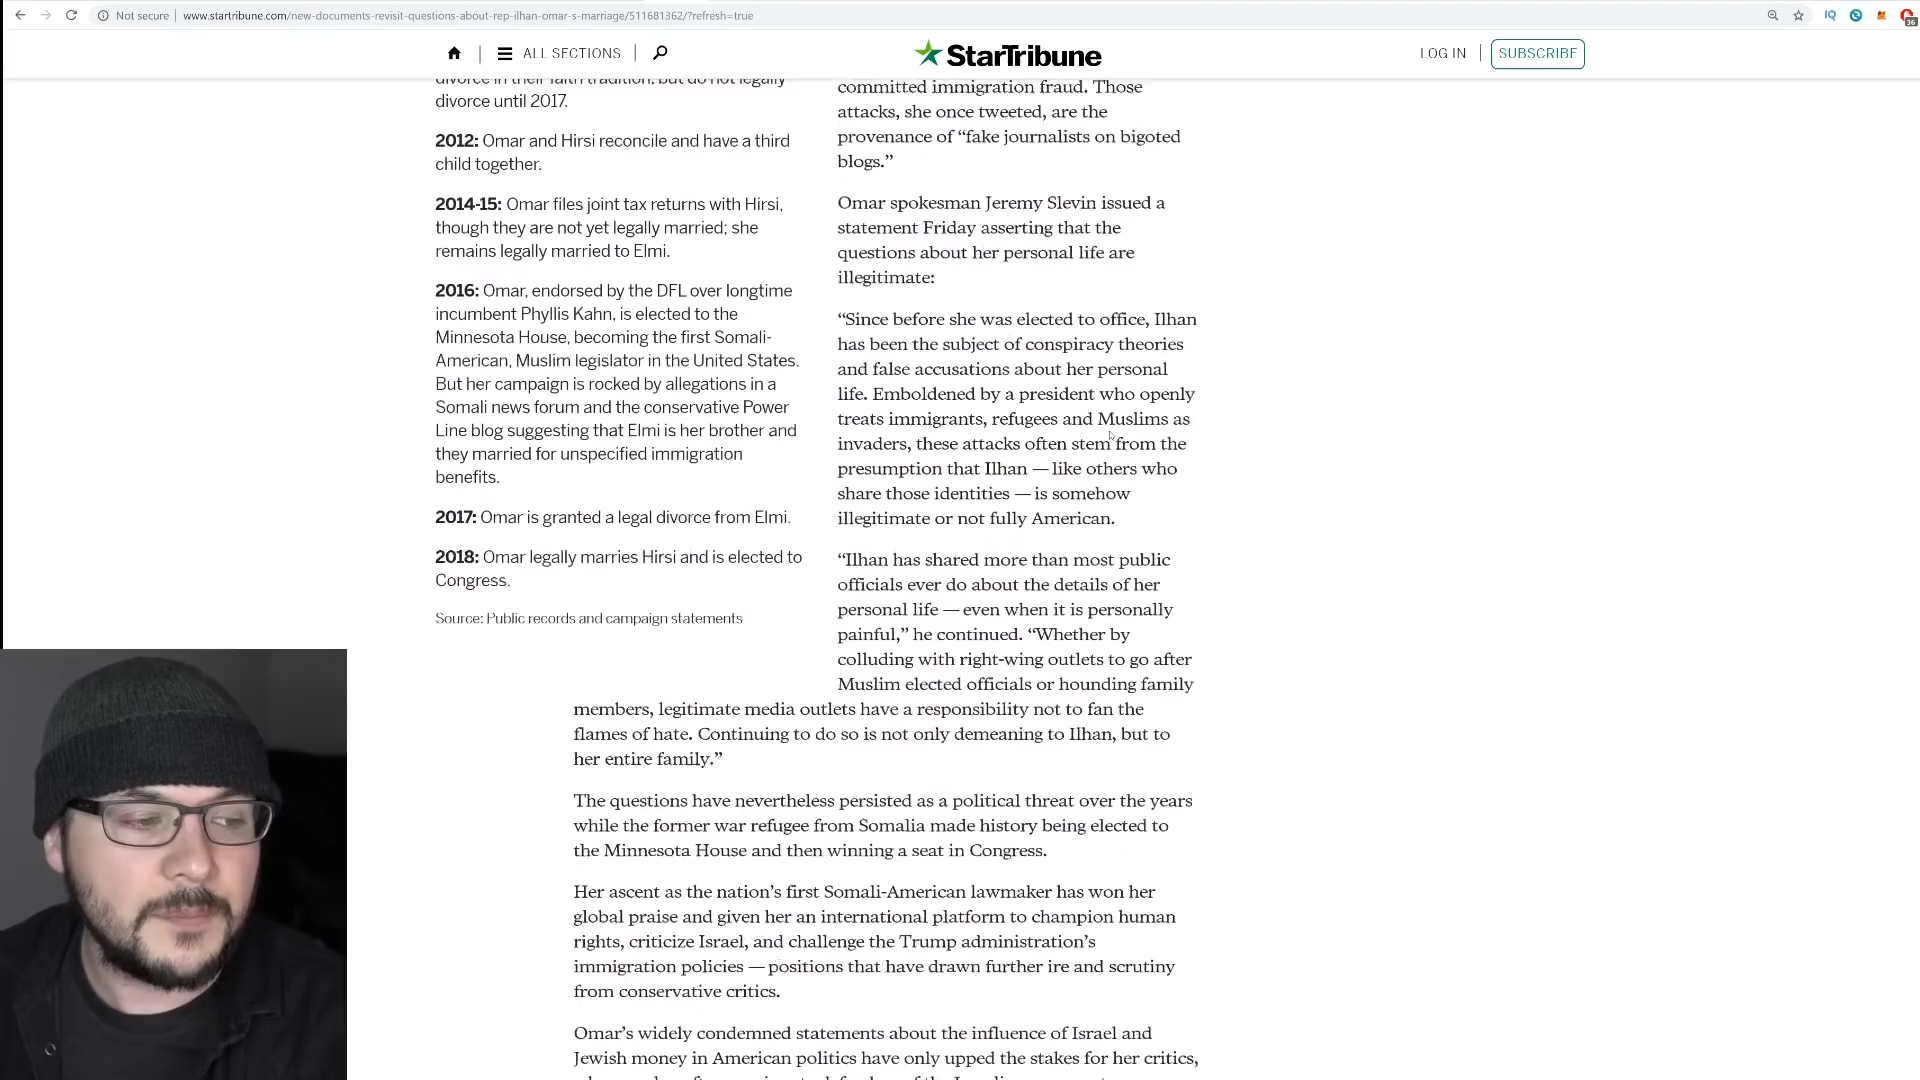 Not secure | www.startribune.com/new-documents-revisit-questions-about-rep-ilhan-omar-s-marriage/511681362/?refresh=true
IQ
36
ALL SECTIONS
StarTribune
LOG IN
SUBSCRIBE
divorce in their faith tradition, but do not legally
divorce until 2017.
2012: Omar and Hirsi reconcile and have a third
child together.
2014-15: Omar files joint tax returns with Hirsi,
though they are not yet legally married; she
remains legally married to Elmi.
2016: Omar, endorsed by the DFL over longtime
incumbent Phyllis Kahn, is elected to the
Minnesota House, becoming the first Somali-
American, Muslim legislator in the United States.
But her campaign is rocked by allegations in a
Somali news forum and the conservative Power
Line blog suggesting that Elmi is her brother and
they married for unspecified immigration
benefits.
2017: Omar is granted a legal divorce from Elmi.
2018: Omar legally marries Hirsi and is elected to
Congress.
Source: Public records and campaign statements
committed immigration fraud. Those
attacks, she once tweeted, are the
provenance of “fake journalists on bigoted
blogs.”
Omar spokesman Jeremy Slevin issued a
statement Friday asserting that the
questions about her personal life are
illegitimate:
“Since before she was elected to office, Ilhan
has been the subject of conspiracy theories
and false accusations about her personal
life. Emboldened by a president who openly
treats immigrants, refugees and Muslims as
invaders, these attacks often stem from the
presumption that Ilhan — like others who
share those identities — is somehow
illegitimate or not fully American.
“Ilhan has shared more than most public
officials ever do about the details of her
personal life — even when it is personally
painful,” he continued. “Whether by
colluding with right-wing outlets to go after
Muslim elected officials or hounding family
members, legitimate media outlets have a responsibility not to fan the
flames of hate. Continuing to do so is not only demeaning to Ilhan, but to
her entire family.”
The questions have nevertheless persisted as a political threat over the years
while the former war refugee from Somalia made history being elected to
the Minnesota House and then winning a seat in Congress.
Her ascent as the nation’s first Somali-American lawmaker has won her
global praise and given her an international platform to champion human
rights, criticize Israel, and challenge the Trump administration’s
immigration policies — positions that have drawn further ire and scrutiny
from conservative critics.
Omar’s widely condemned statements about the influence of Israel and
Jewish money in American politics have only upped the stakes for her critics,